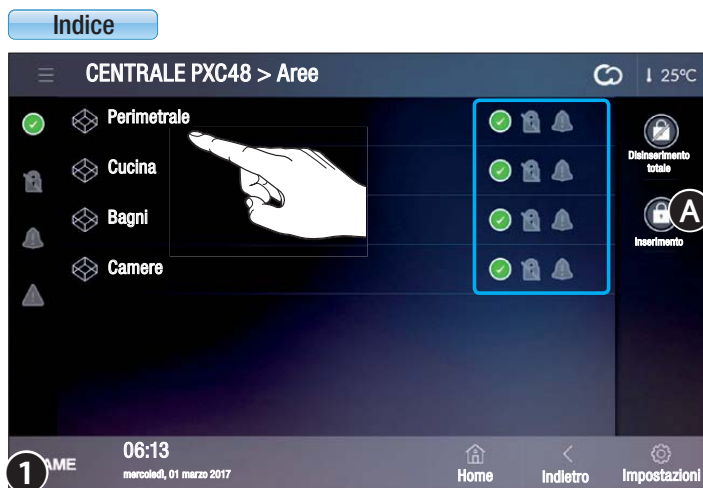 Indice
CENTRALE PXC48 > Aree
25°C
Perimetrale
Cucina
Bagni
Camere
Disinserimento
totale
A
Inserimento
1
AME
06:13
mercoledì, 01 marzo 2017
Home
Indietro
Impostazioni